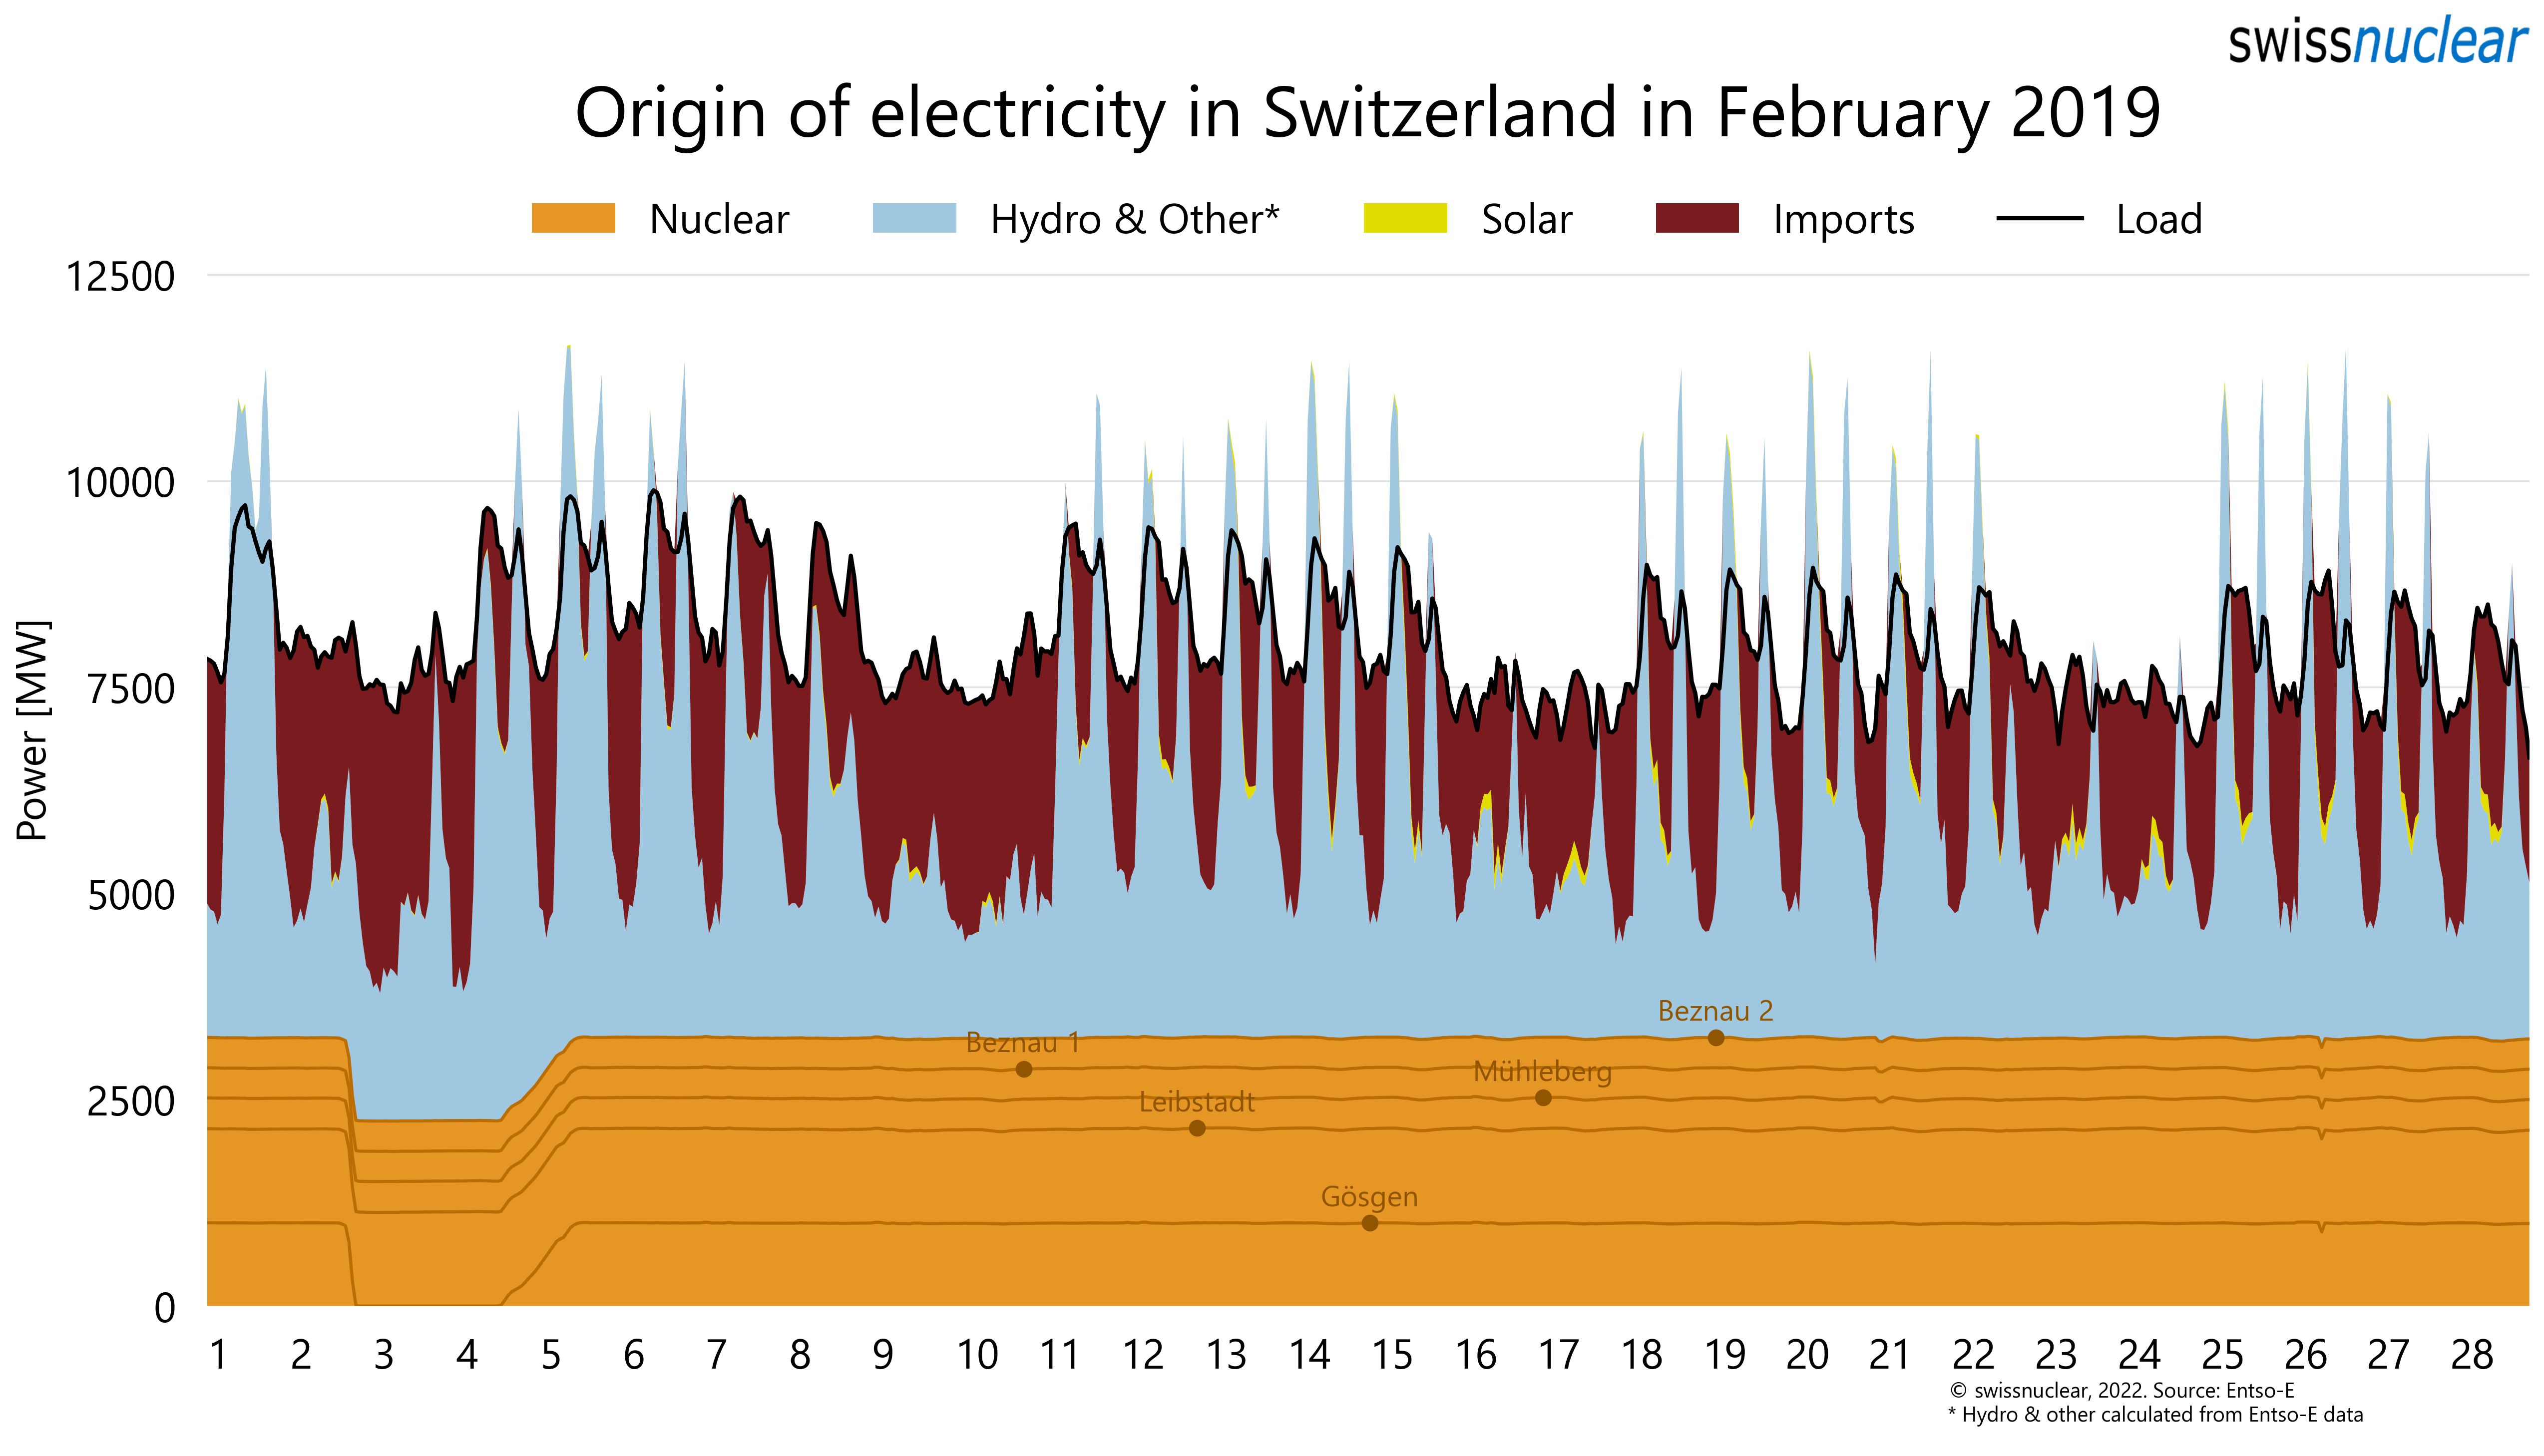 swissnuclear
Origin of electricity in Switzerland in February 2019
Nuclear Hydro & Other* Solar Imports Load
12500
10000
7500
5000
2500
0
Power [MW]
Beznau 2
Beznau 1
Mühleberg
Leibstadt
Gösgen
1 2 3 4 5 6 7 8 9 10 11 12 13 14 15 16 17 18 19 20 21 22 23 24 25 26 27 28
© swissnuclear, 2022. Source: Entso-E
* Hydro & other calculated from Entso-E data